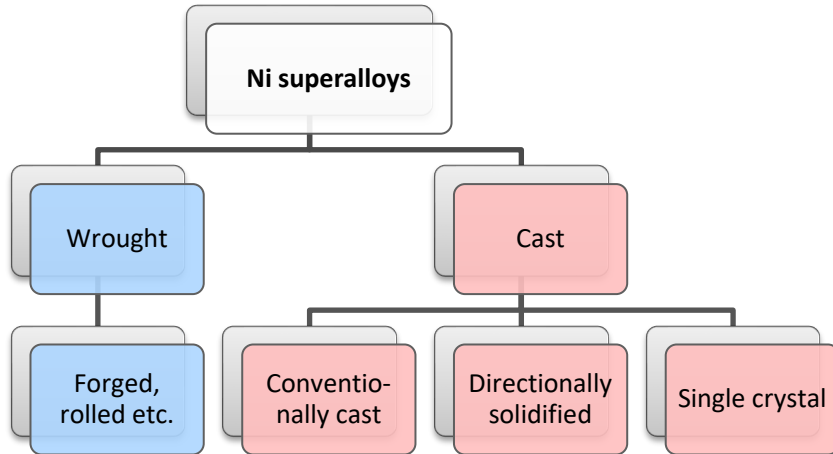 Ni superalloys
Wrought
Cast
Forged,
rolled etc.
Conventio-
nally cast
Directionally
solidified
Single crystal